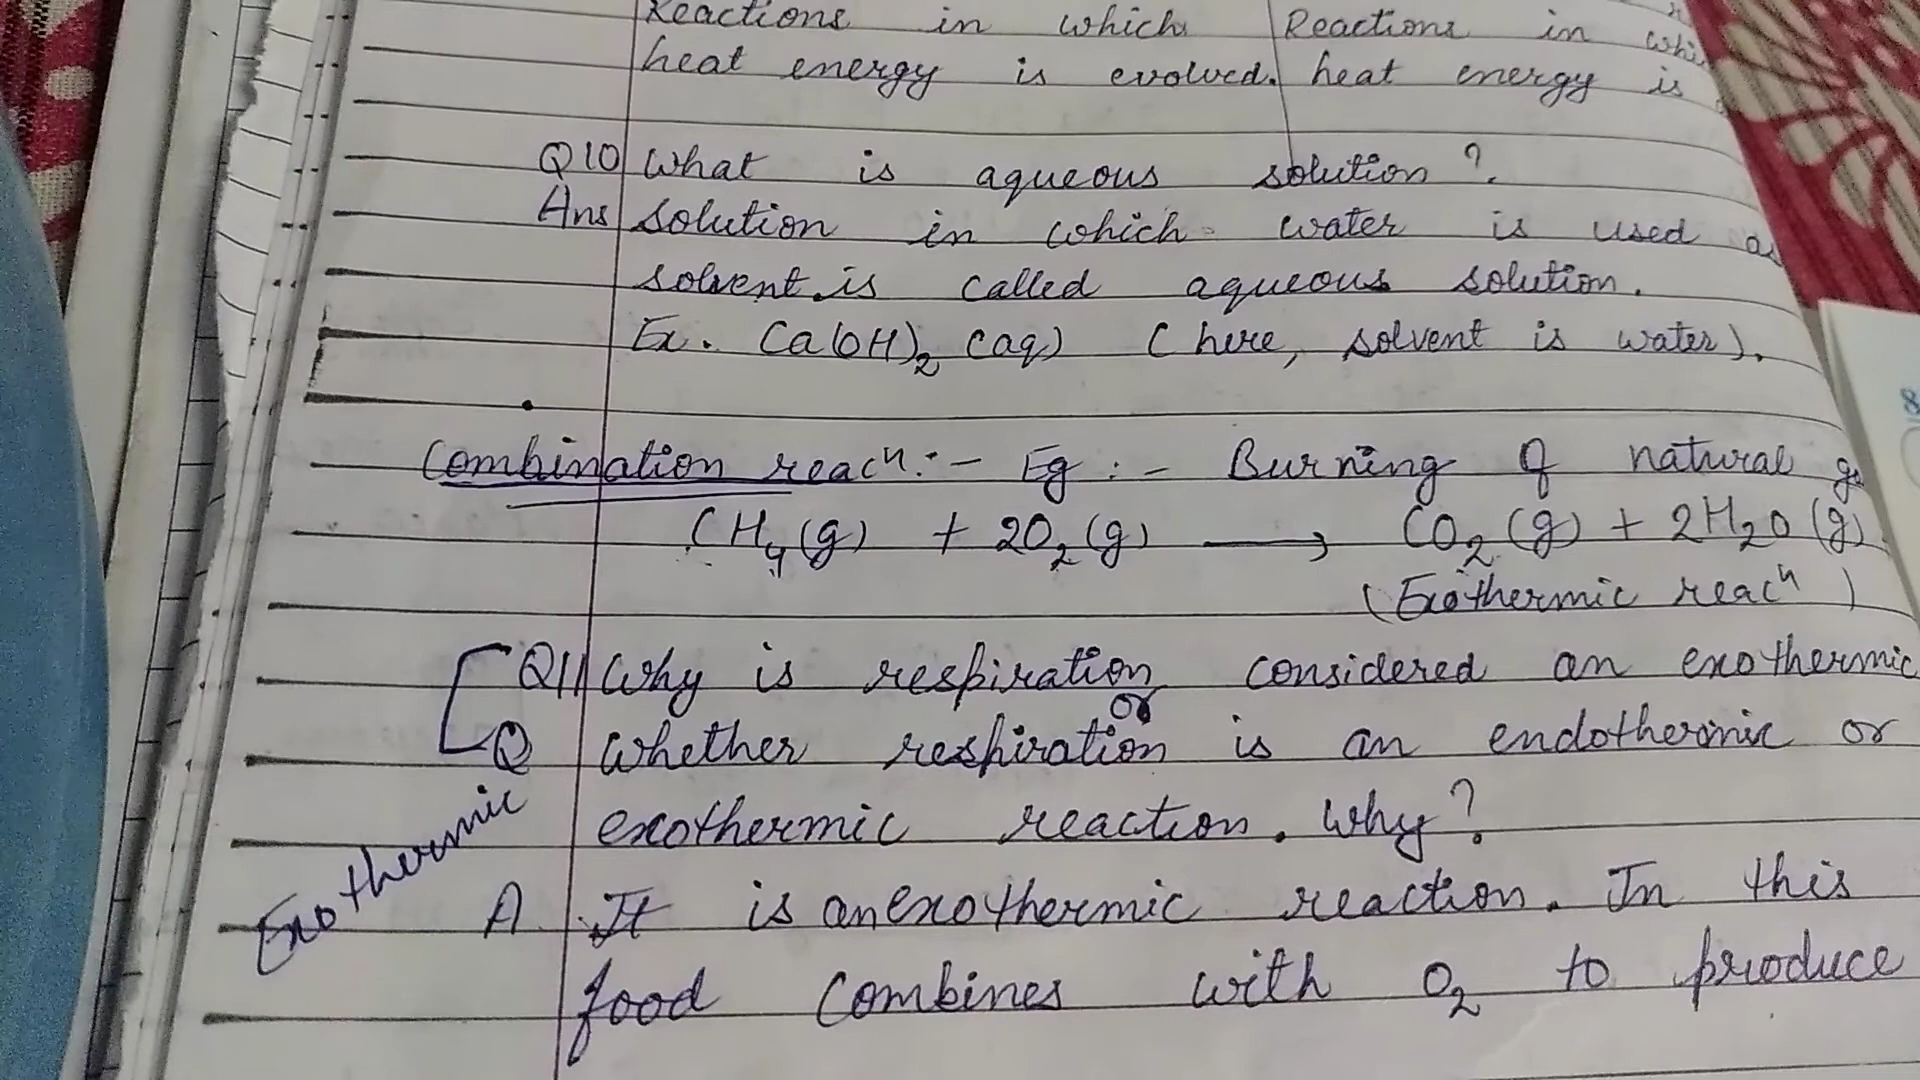 Reactions in which Reactions in whi
heat energy is evolved. heat energy is
Q10 What is aqueous solution?
Ans solution in which water is used a
solvent is called aqueous solution.
Ex. Ca(OH)2 (aq) (here, solvent is water).
Combination reacn:- Eg:- Burning of natural g
CH4(g) + 2O2(g) → CO2(g) + 2H2O(g)
(Exothermic reacn)
Q11 Why is respiration considered an exothermic
or
Q Whether respiration is an endothermic or
exothermic reaction. Why?
Exothermic
A. It is an exothermic reaction. In this
food combines with O2 to produce
8